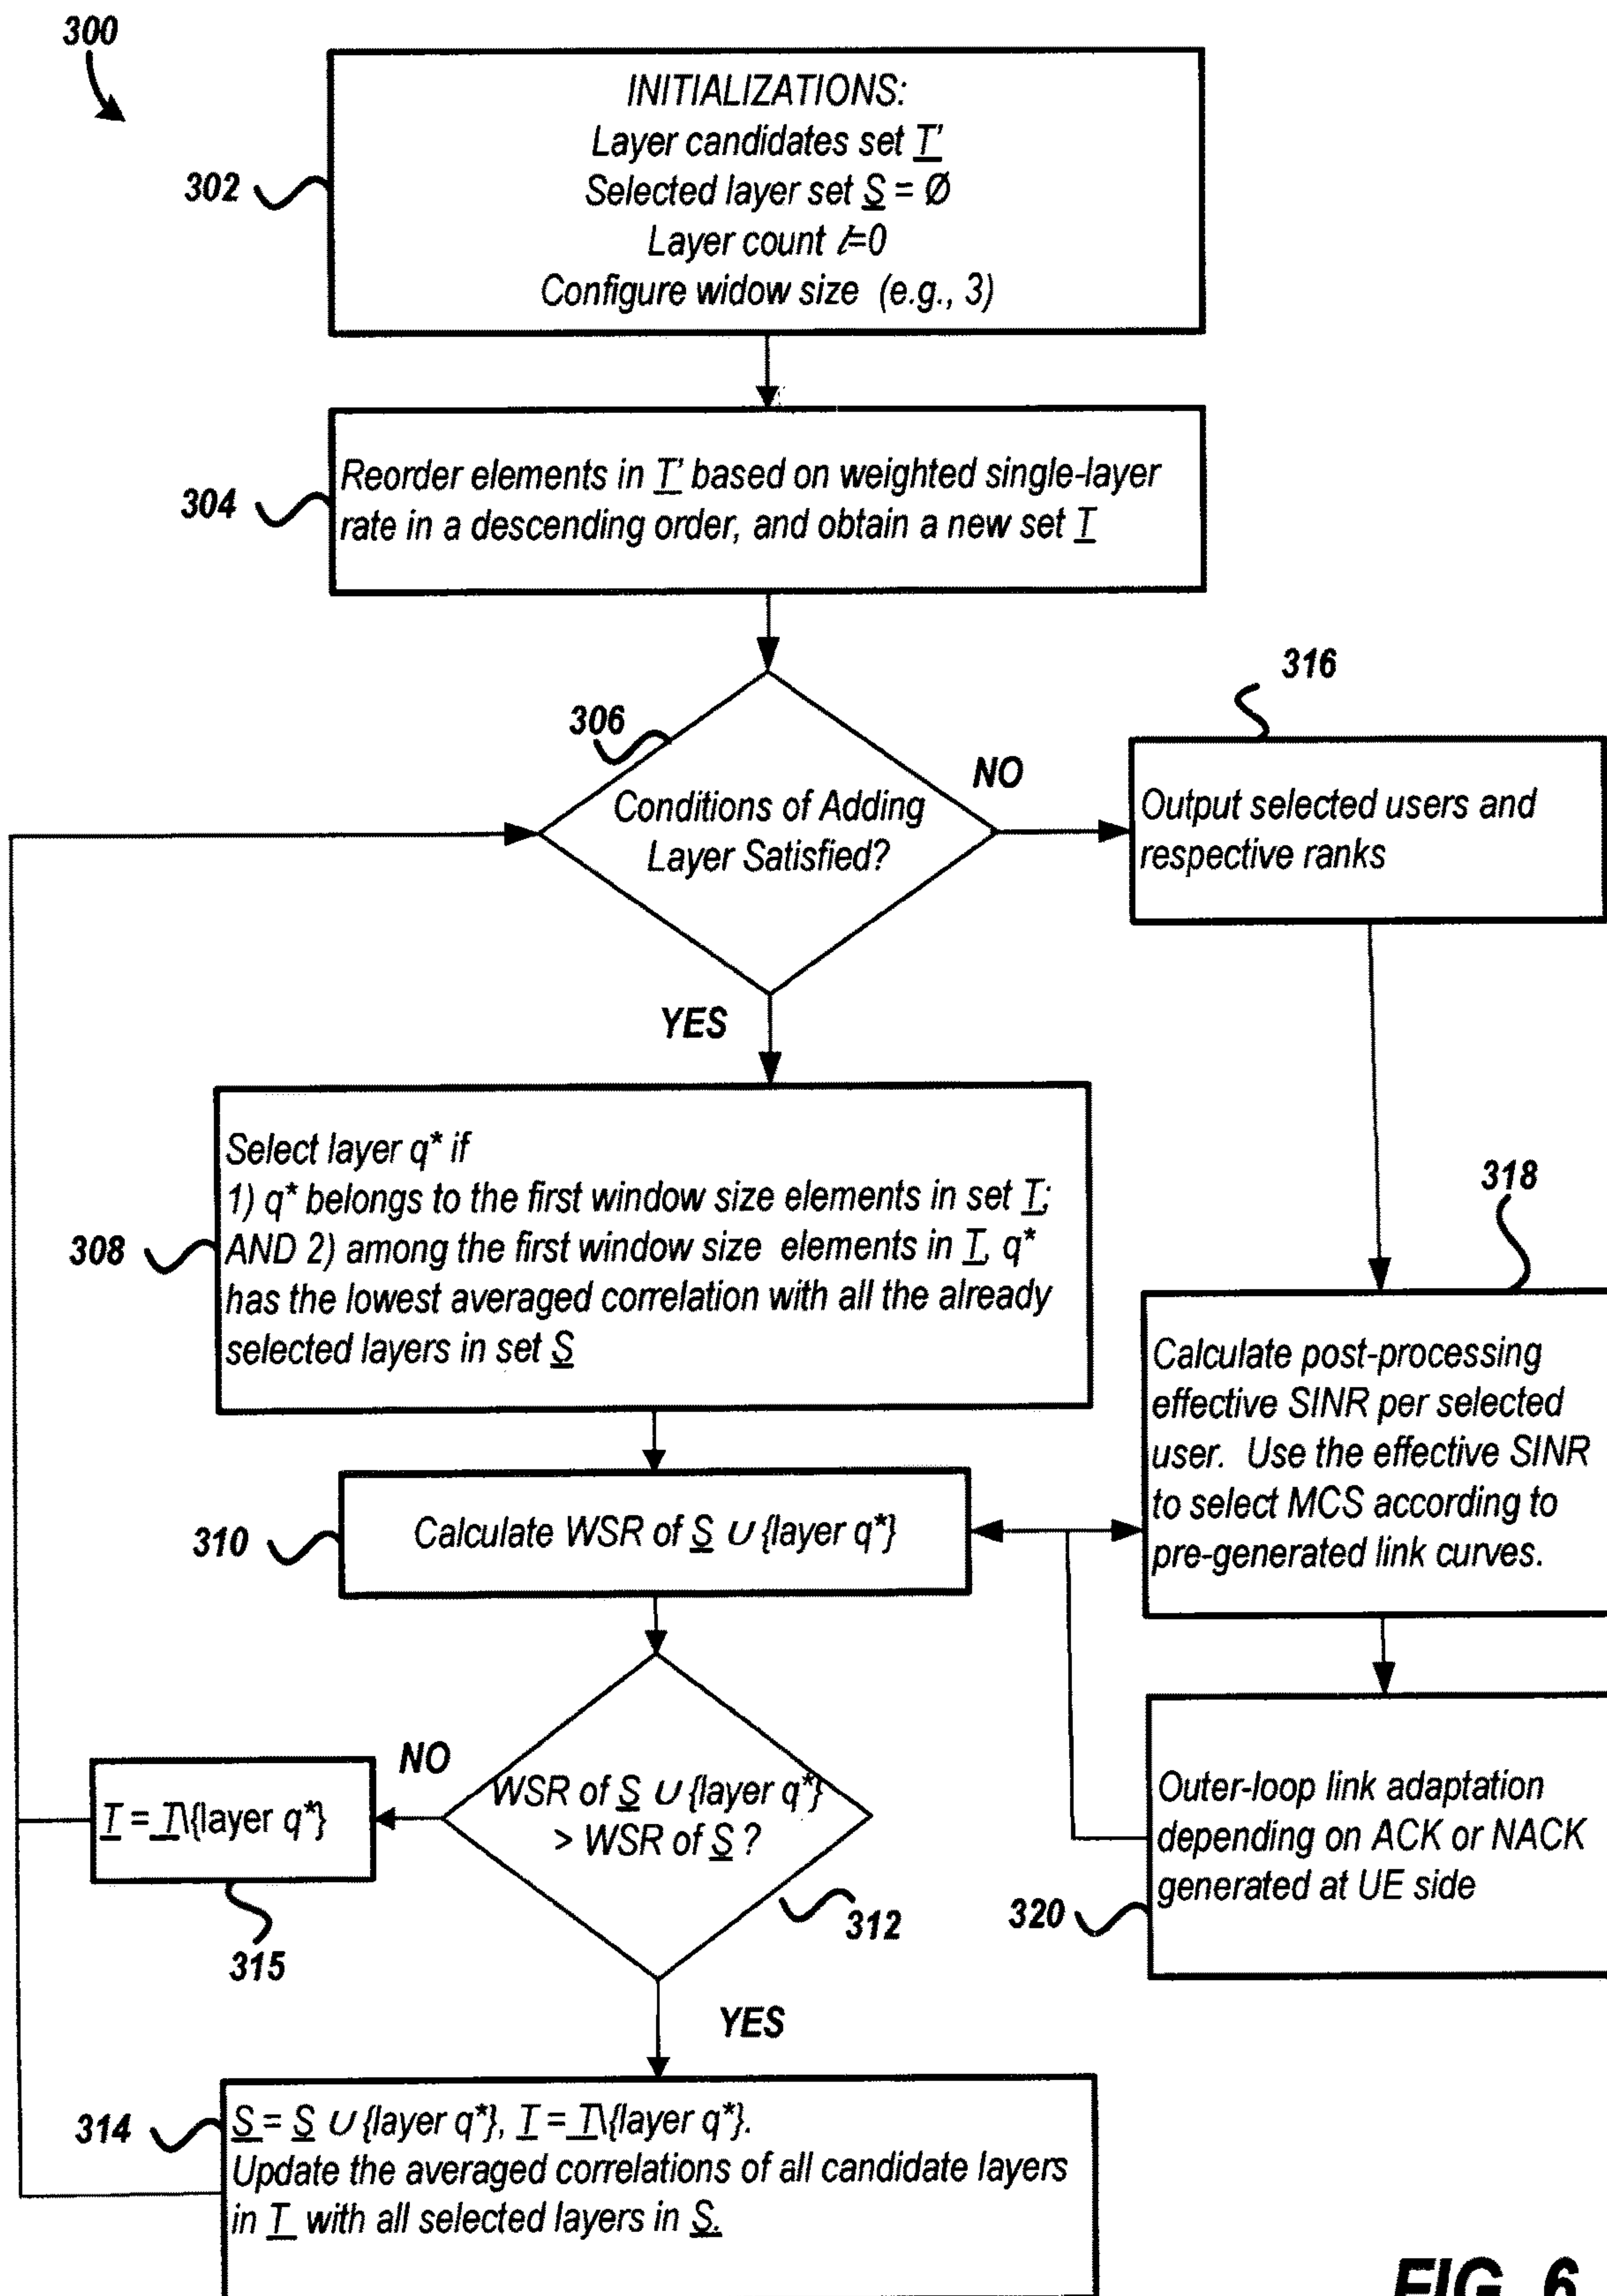 300
INITIALIZATIONS:
Layer candidates set T'
Selected layer set S = Ø
Layer count ℓ=0
Configure widow size (e.g., 3)
302
Reorder elements in T' based on weighted single-layer
rate in a descending order, and obtain a new set T
304
306
Conditions of Adding
Layer Satisfied?
NO
316
Output selected users and
respective ranks
YES
Select layer q* if
1) q* belongs to the first window size elements in set T;
AND 2) among the first window size elements in T, q*
has the lowest averaged correlation with all the already
selected layers in set S
308
318
Calculate post-processing
effective SINR per selected
user. Use the effective SINR
to select MCS according to
pre-generated link curves.
Calculate WSR of S ∪ {layer q*}
310
WSR of S ∪ {layer q*}
> WSR of S ?
NO
T = T\{layer q*}
315
312
Outer-loop link adaptation
depending on ACK or NACK
generated at UE side
320
YES
S = S ∪ {layer q*}, T = T\{layer q*}.
Update the averaged correlations of all candidate layers
in T with all selected layers in S.
314
FIG. 6